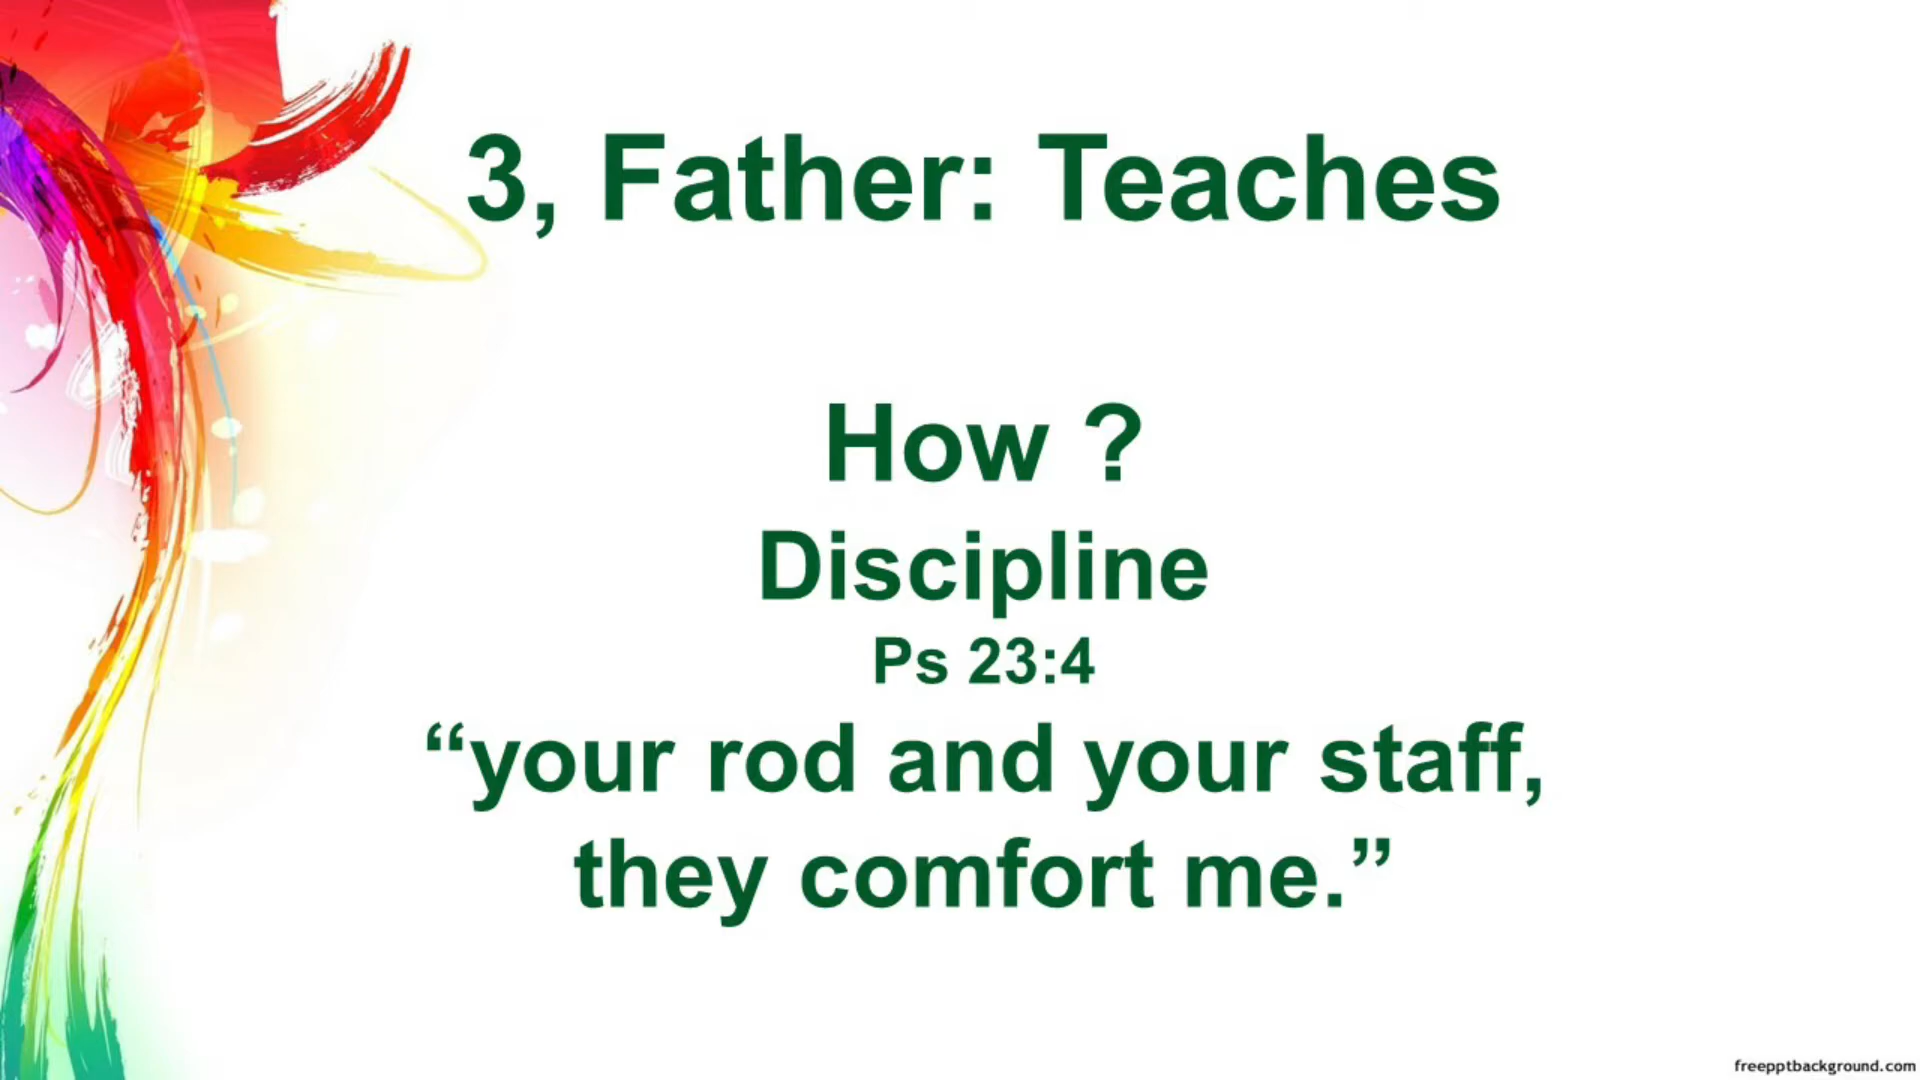 3, Father: Teaches
How ?
Discipline
Ps 23:4
“your rod and your staff,
they comfort me.”
freepptbackground.com